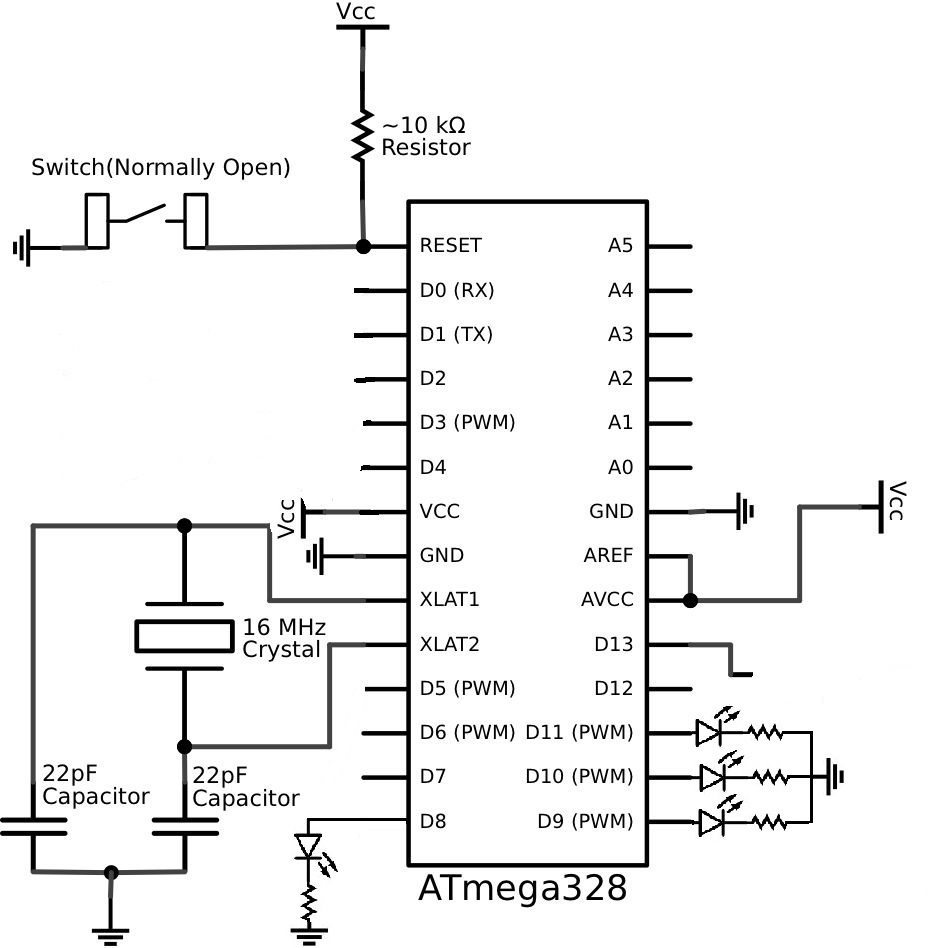 Vcc
~10 kΩ
Resistor
Switch(Normally Open)
RESET
A5
D0 (RX)
A4
D1 (TX)
A3
D2
A2
D3 (PWM)
A1
D4
A0
Vcc
VCC
GND
Vcc
GND
AREF
XLAT1
AVCC
16 MHz
Crystal
XLAT2
D13
D5 (PWM)
D12
D6 (PWM)
D11 (PWM)
22pF
Capacitor
22pF
Capacitor
D7
D10 (PWM)
D8
D9 (PWM)
ATmega328